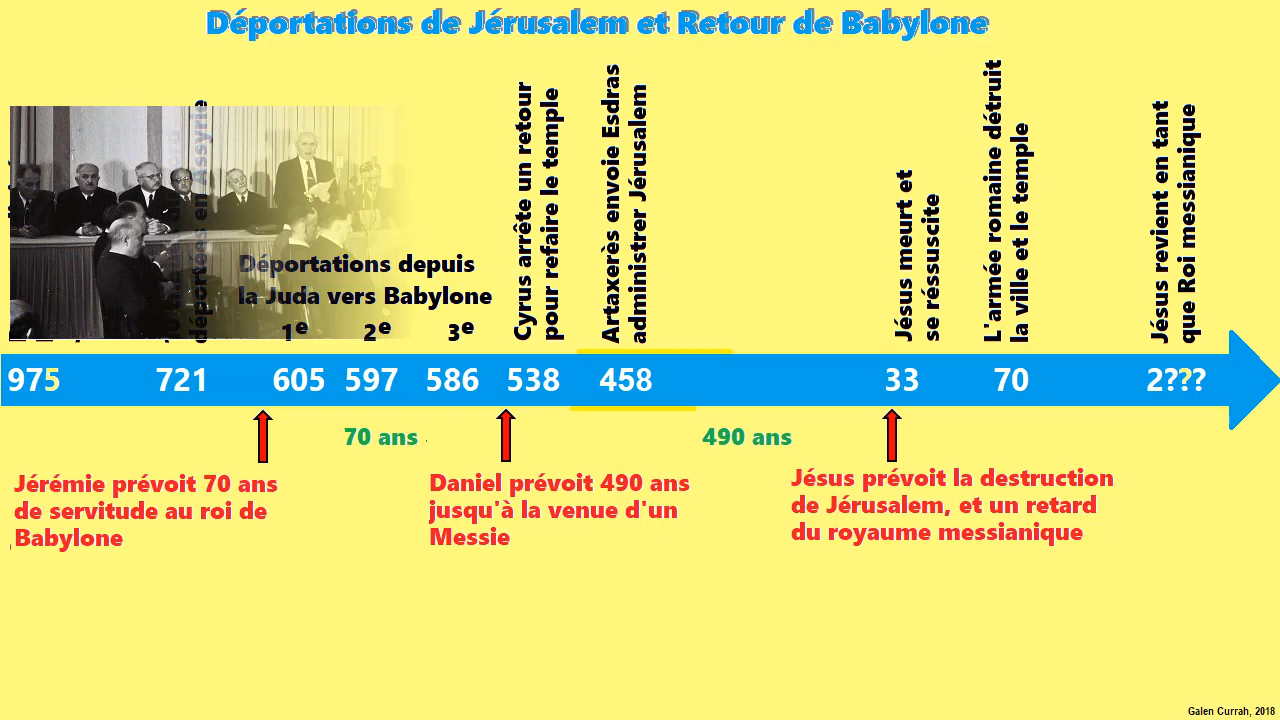 Déportations de Jérusalem et Retour de Babylone
déportées en Assyrie
Déportations depuis
la Juda vers Babylone
1e 2e 3e
Cyrus arrête un retour
pour refaire le temple
Artaxerès envoie Esdras
administrer Jérusalem
Jésus meurt et
se réssuscite
L'armée romaine détruit
la ville et le temple
Jésus revient en tant
que Roi messianique
975 721 605 597 586 538 458 33 70 2???
70 ans
490 ans
Jérémie prévoit 70 ans
de servitude au roi de
Babylone
Daniel prévoit 490 ans
jusqu'à la venue d'un
Messie
Jésus prévoit la destruction
de Jérusalem, et un retard
du royaume messianique
Galen Currah, 2018